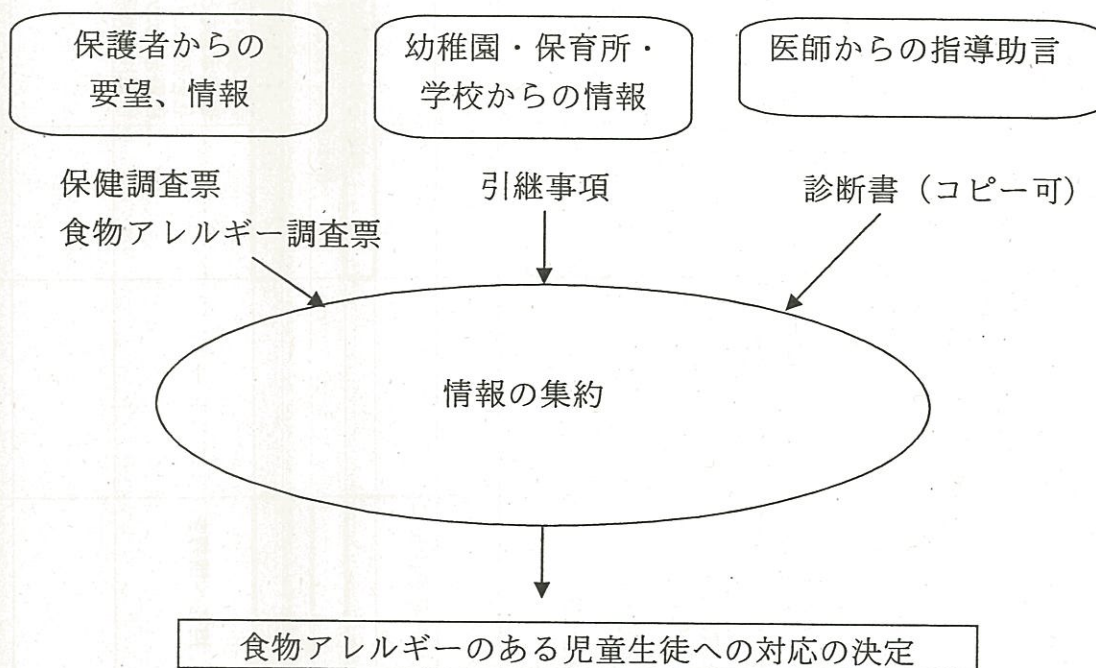 保護者からの
要望、情報
幼稚園・保育所・
学校からの情報
医師からの指導助言
保健調査票
食物アレルギー調査票
引継事項
診断書（コピー可）
情報の集約
食物アレルギーのある児童生徒への対応の決定